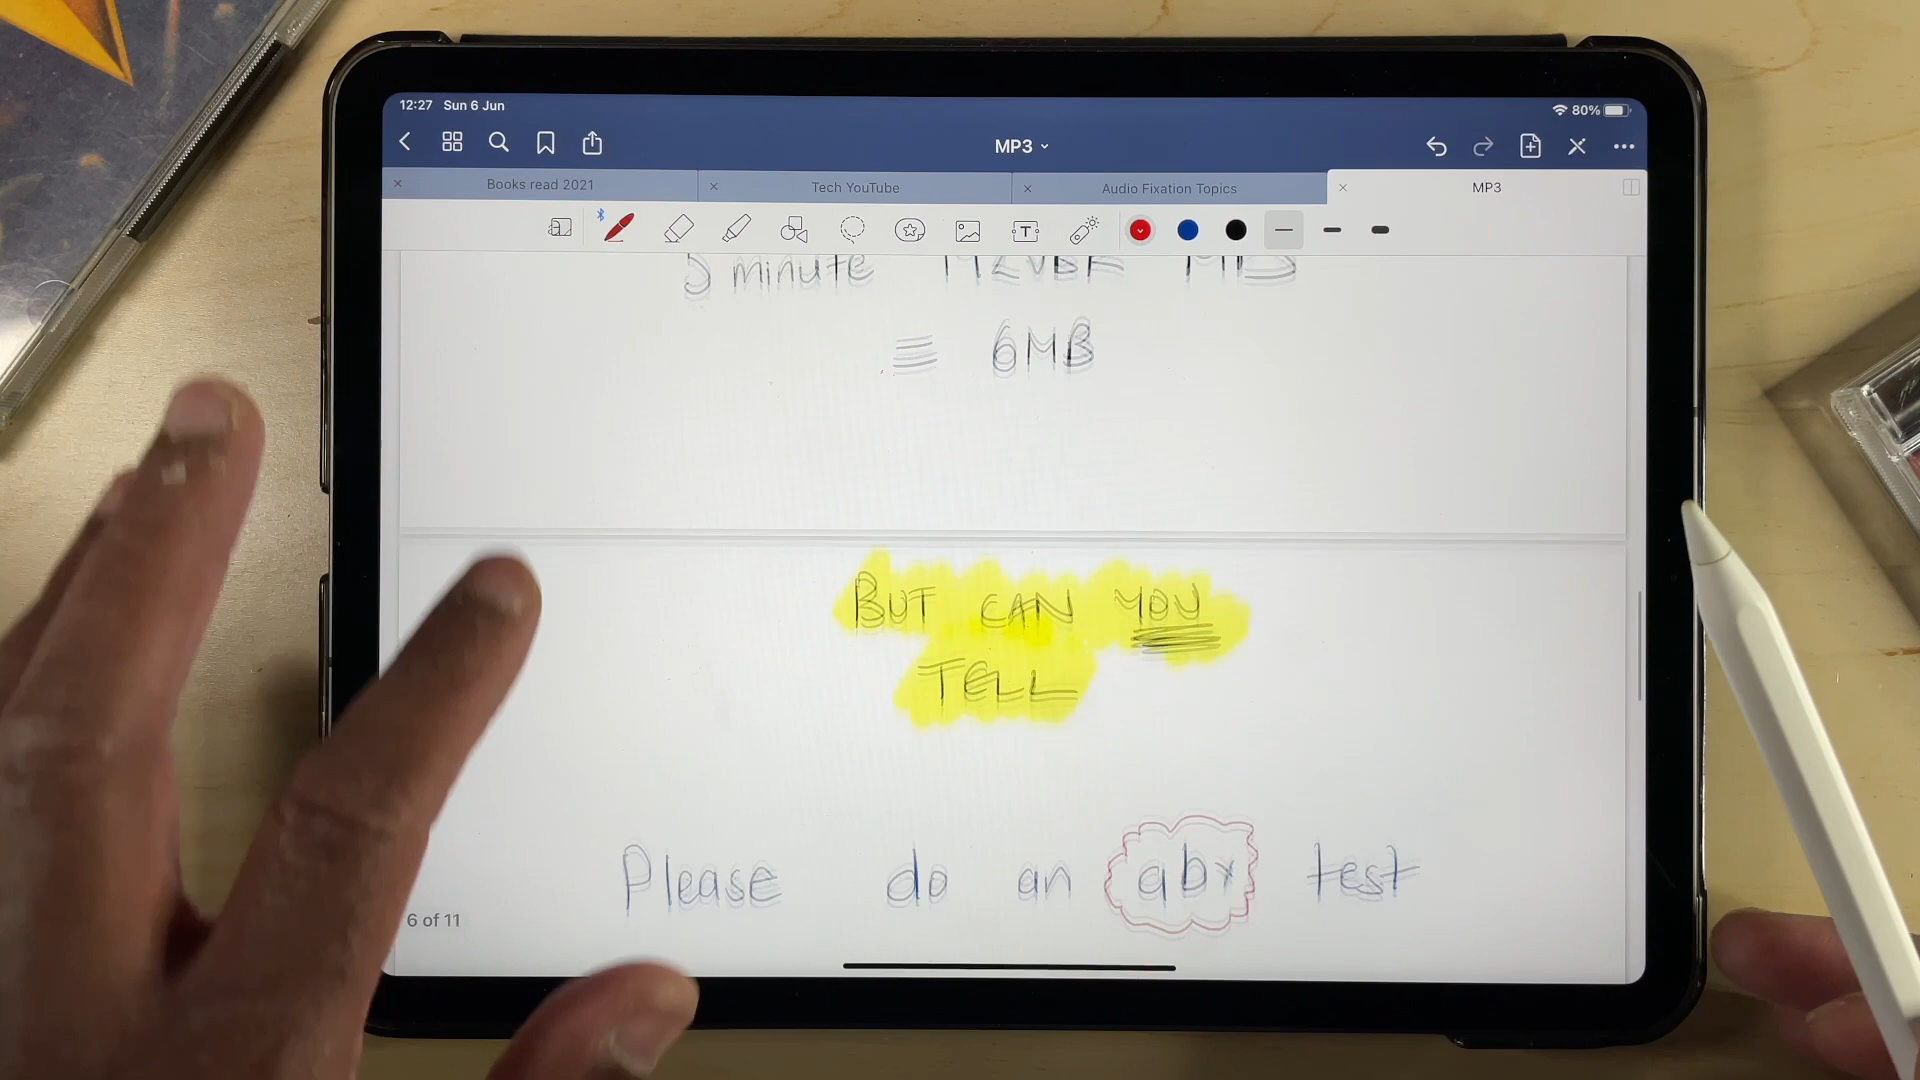 12:27 Sun 6 Jun
80%
MP3
Books read 2021
Tech YouTube
Audio Fixation Topics
MP3
minute
= 6MB
BUT CAN YOU
TELL
Please do an abx test
6 of 11